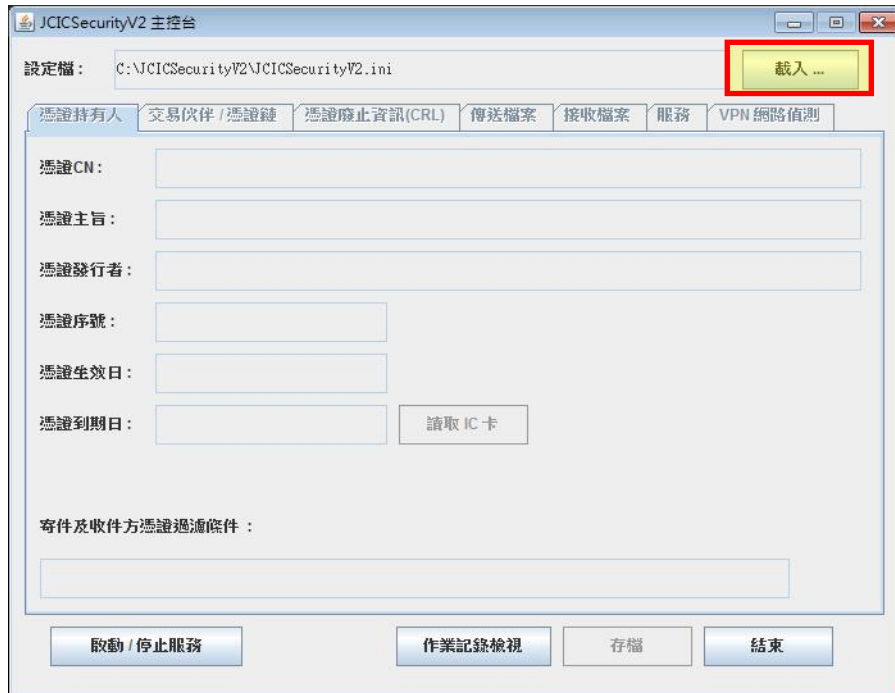 JCICSecurityV2 主控台
設定檔： C:\JCICSecurityV2\JCICSecurityV2.ini 載入 ...
憑證持有人 交易伙伴 / 憑證鏈 憑證廢止資訊(CRL) 傳送檔案 接收檔案 服務 VPN 網路偵測
憑證CN：
憑證主旨：
憑證發行者：
憑證序號：
憑證生效日：
憑證到期日： 讀取 IC 卡
寄件及收件方憑證過濾條件 ：
啟動 / 停止服務 作業記錄檢視 存檔 結束